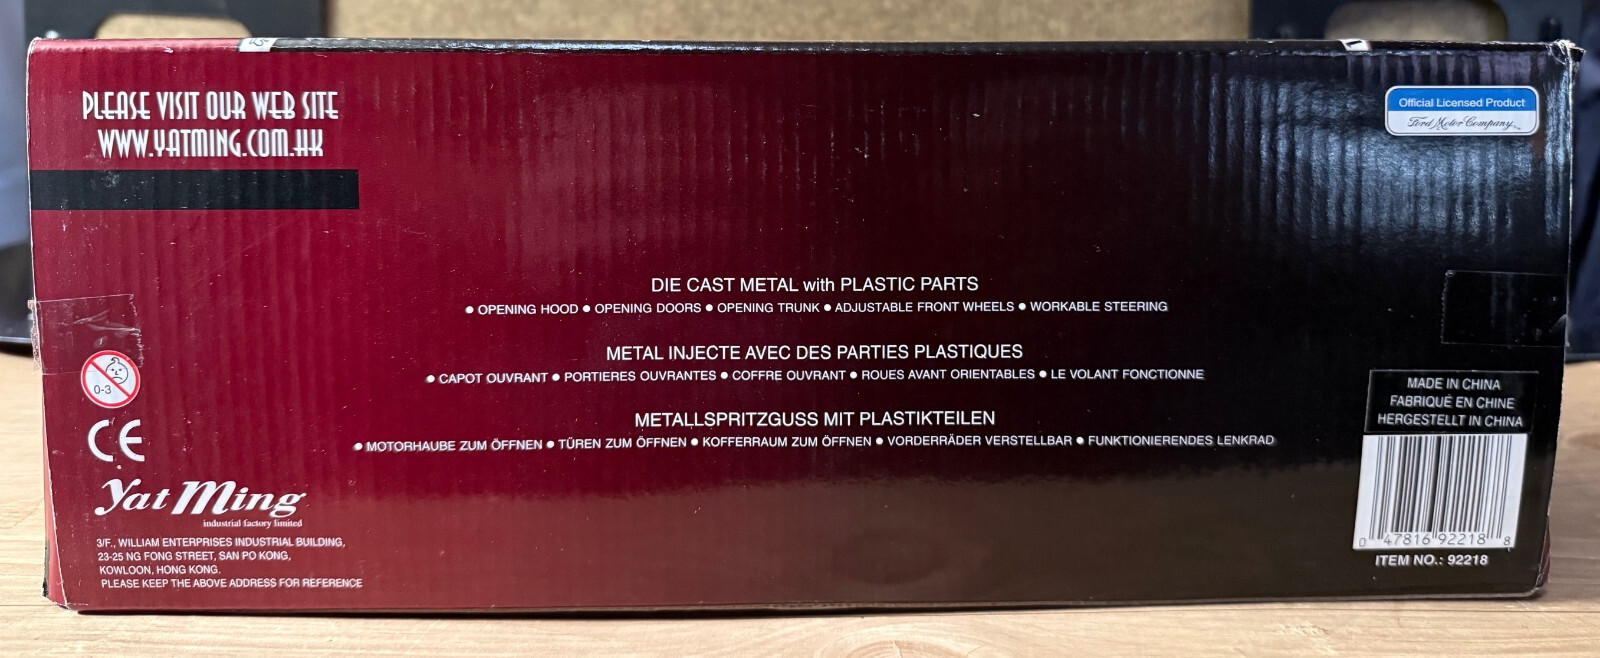 PLEASE VISIT OUR WEB SITE
WWW.YATMING.COM.HK
Official Licensed Product
Ford Motor Company
DIE CAST METAL with PLASTIC PARTS
● OPENING HOOD ● OPENING DOORS ● OPENING TRUNK ● ADJUSTABLE FRONT WHEELS ● WORKABLE STEERING
METAL INJECTE AVEC DES PARTIES PLASTIQUES
● CAPOT OUVRANT ● PORTIERES OUVRANTES ● COFFRE OUVRANT ● ROUES AVANT ORIENTABLES ● LE VOLANT FONCTIONNE
METALLSPRITZGUSS MIT PLASTIKTEILEN
● MOTORHAUBE ZUM ÖFFNEN ● TÜREN ZUM ÖFFNEN ● KOFFERRAUM ZUM ÖFFNEN ● VORDERRÄDER VERSTELLBAR ● FUNKTIONIERENDES LENKRAD
0-3
CE
Yat Ming
industrial factory limited
3/F., WILLIAM ENTERPRISES INDUSTRIAL BUILDING,
23-25 NG FONG STREET, SAN PO KONG,
KOWLOON, HONG KONG.
PLEASE KEEP THE ABOVE ADDRESS FOR REFERENCE
MADE IN CHINA
FABRIQUÉ EN CHINE
HERGESTELLT IN CHINA
0 47816 92218 8
ITEM NO.: 92218